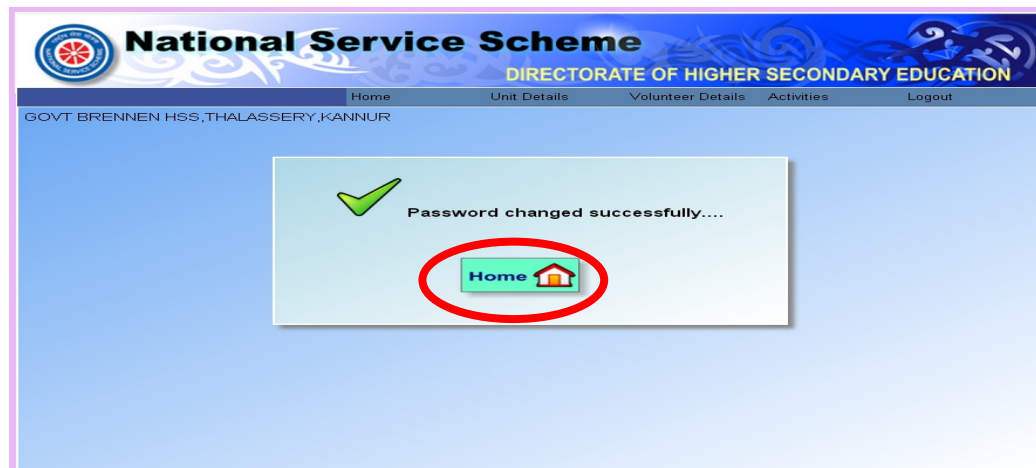 National Service Scheme
DIRECTORATE OF HIGHER SECONDARY EDUCATION
Home Unit Details Volunteer Details Activities Logout
GOVT BRENNEN HSS,THALASSERY,KANNUR
Password changed successfully....
Home